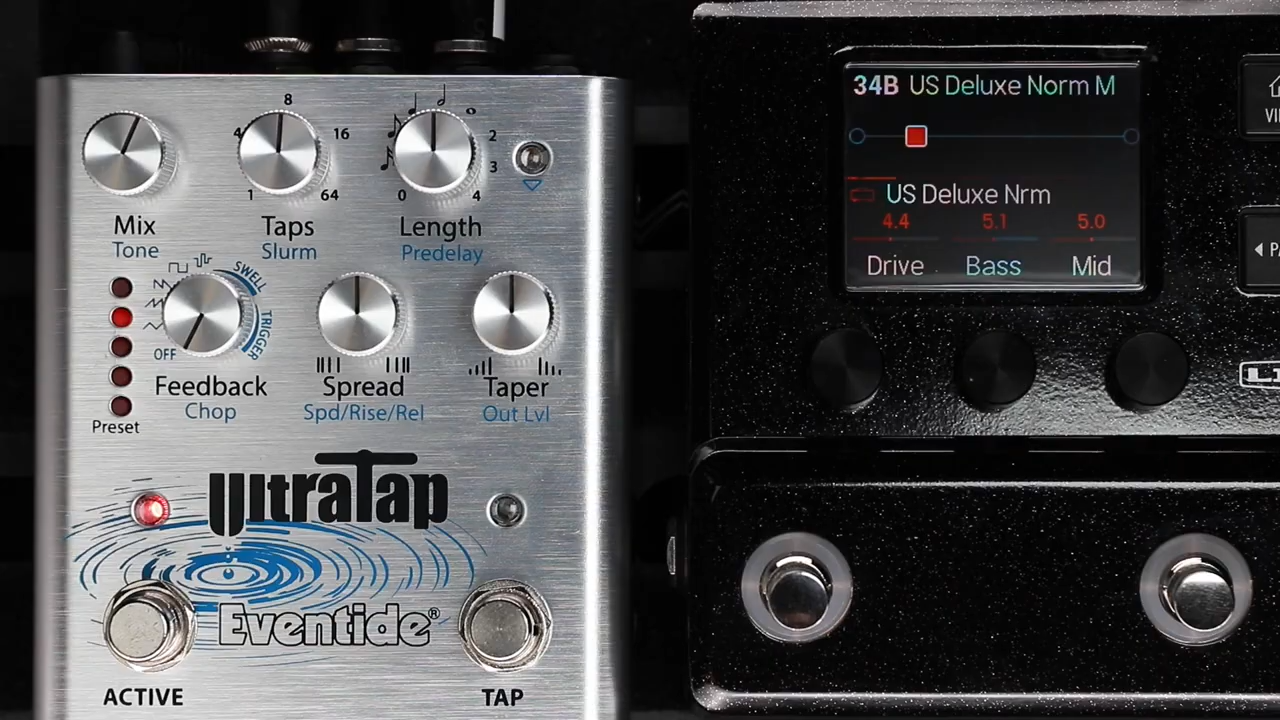 8
4 16
1 64
2
3
0 4
Mix Taps Length
Tone Slurm Predelay
SWELL
TRIGGER
OFF
Feedback Spread Taper
Chop Spd/Rise/Rel Out Lvl
Preset
UltraTap
Eventide®
ACTIVE TAP
34B US Deluxe Norm M
US Deluxe Nrm
4.4 5.1 5.0
Drive Bass Mid